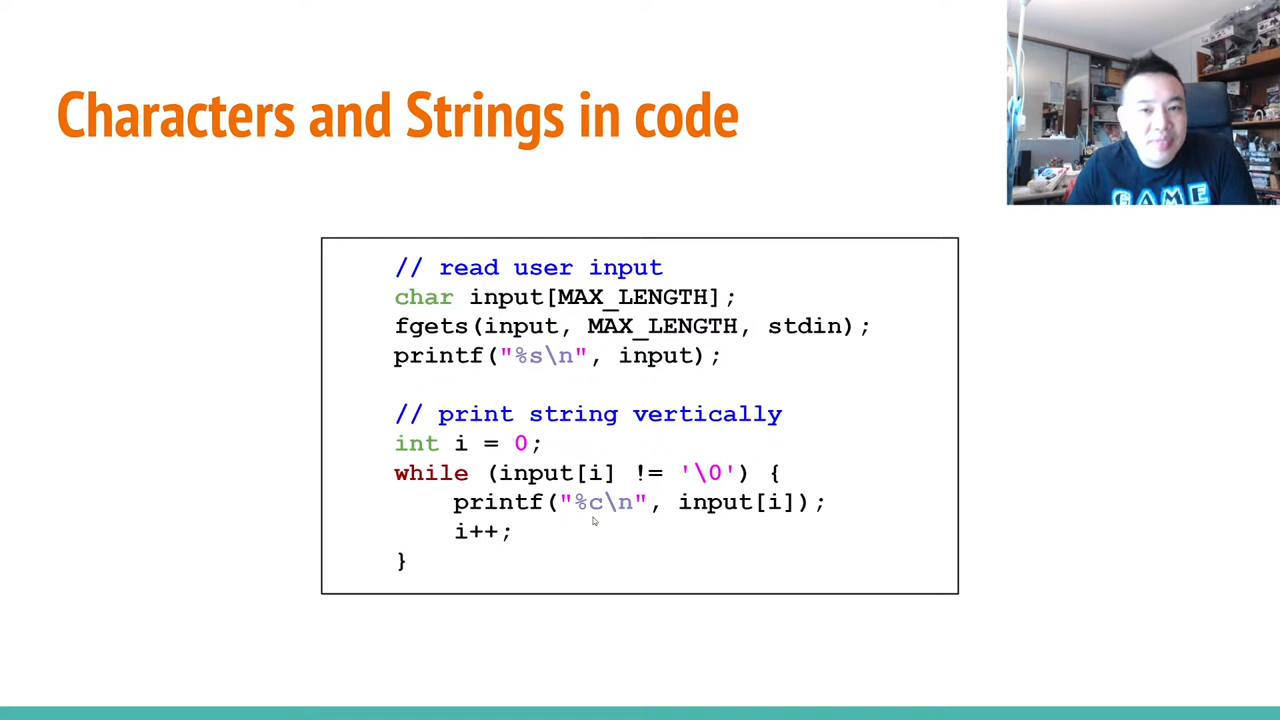 Characters and Strings in code
GAME
// read user input
char input[MAX_LENGTH];
fgets(input, MAX_LENGTH, stdin);
printf("%s\n", input);
// print string vertically
int i = 0;
while (input[i] != '\0') {
printf("%c\n", input[i]);
i++;
}